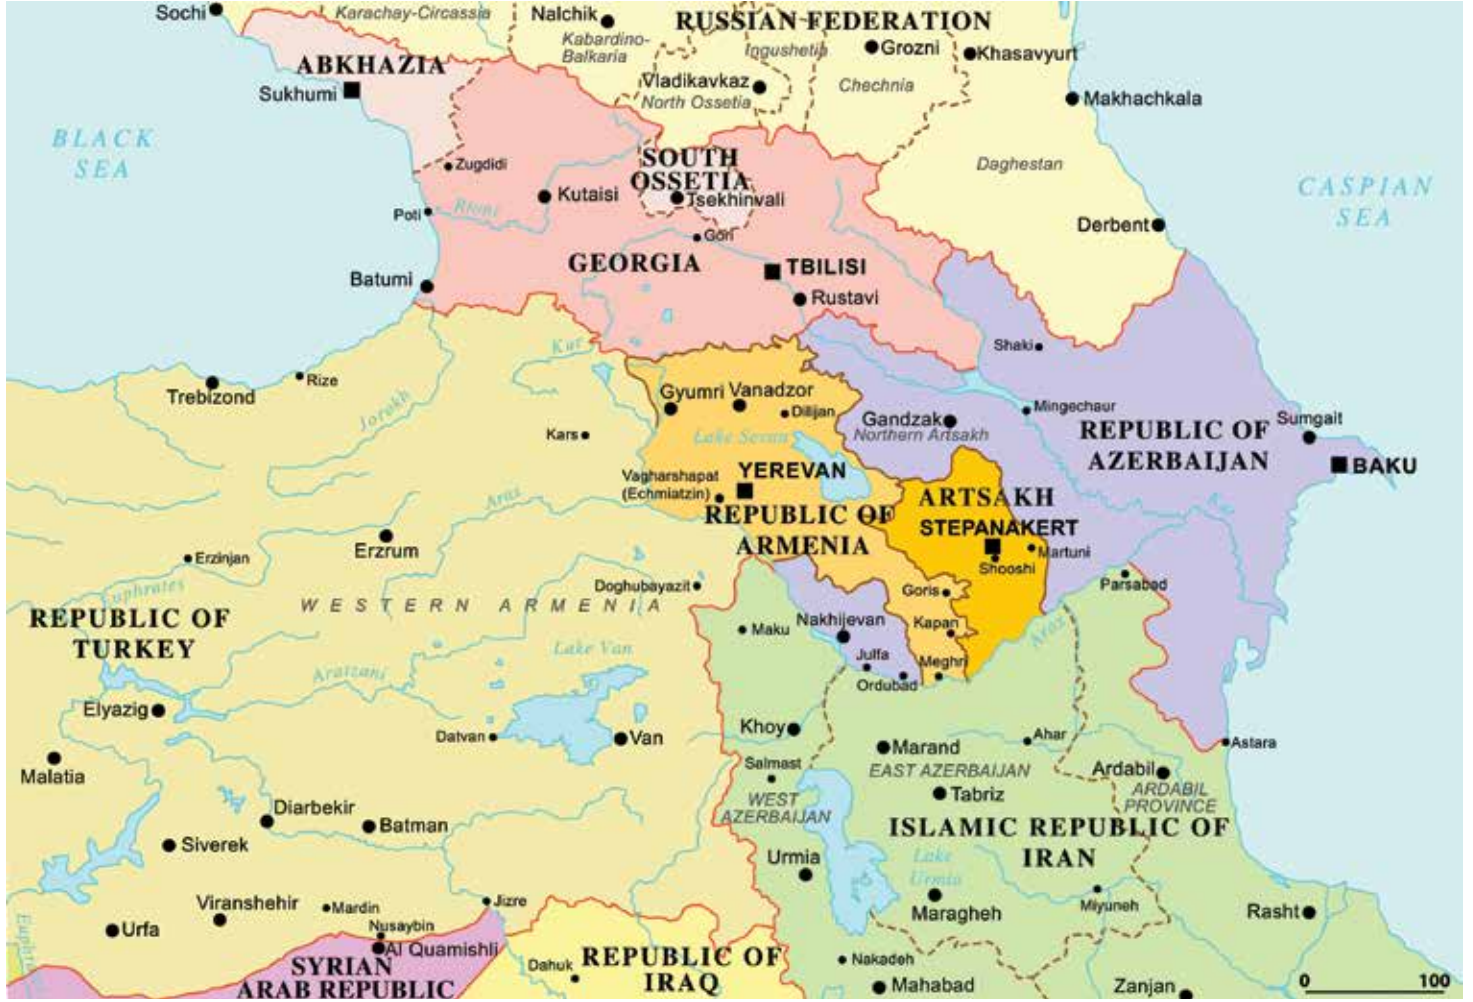 Sochi
Karachay-Circassia
Nalchik
Kabardino-
Balkaria
RUSSIAN FEDERATION
Ingushetia
Grozni
Khasavyurt
ABKHAZIA
Sukhumi
Vladikavkaz
North Ossetia
Chechnia
Makhachkala
BLACK
SEA
Zugdidi
SOUTH
OSSETIA
Tsekhinvali
Daghestan
CASPIAN
SEA
Kutaisi
Poti
Rioni
Gori
Derbent
GEORGIA
TBILISI
Batumi
Rustavi
Shaki
Kur
Trebizond
Rize
Jorokh
Gyumri
Vanadzor
Dilijan
Gandzak
Northern Artsakh
Mingechaur
Sumgait
Kars
Lake Sevan
REPUBLIC OF
AZERBAIJAN
BAKU
Vagharshapat
(Echmiatzin)
YEREVAN
REPUBLIC OF
ARMENIA
ARTSAKH
STEPANAKERT
Martuni
Shooshi
Arax
Erzrum
Erzinjan
Euphrates
Doghubayazit
WESTERN ARMENIA
REPUBLIC OF
TURKEY
Parsabad
Goris
Kapan
Nakhijevan
Maku
Julfa
Meghri
Ordubad
Arax
Lake Van
Aratzani
Elyazig
Datvan
Van
Khoy
Marand
EAST AZERBAIJAN
Ahar
Astara
Malatia
Salmast
WEST
AZERBAIJAN
Tabriz
Ardabil
ARDABIL
PROVINCE
Diarbekir
Batman
Siverek
ISLAMIC REPUBLIC OF
IRAN
Urmia
Lake
Urmia
Maragheh
Miyuneh
Rasht
Viranshehir
Mardin
Jizre
Urfa
Nusaybin
Al Quamishli
SYRIAN
ARAB REPUBLIC
Dahuk
REPUBLIC OF
IRAQ
Nakadeh
Mahabad
Zanjan
0 100